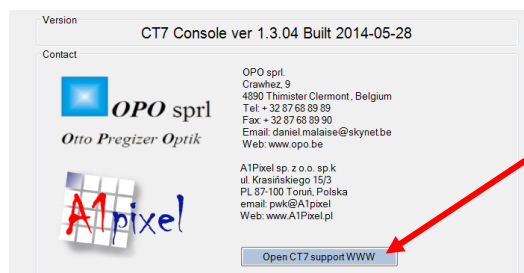 Version
CT7 Console ver 1.3.04 Built 2014-05-28
Contact
OPO sprl
Otto Pregizer Optik
OPO sprl.
Crawhez, 9
4890 Thimister Clermont, Belgium
Tel: + 32 87 68 89 89
Fax: + 32 87 68 89 90
Email: daniel.malaise@skynet.be
Web: www.opo.be
A1pixel
A1Pixel sp. z o.o. sp.k
ul. Krasińskiego 15/3
PL 87-100 Toruń, Polska
email: pwk@A1pixel
Web: www.A1Pixel.pl
Open CT7 support WWW